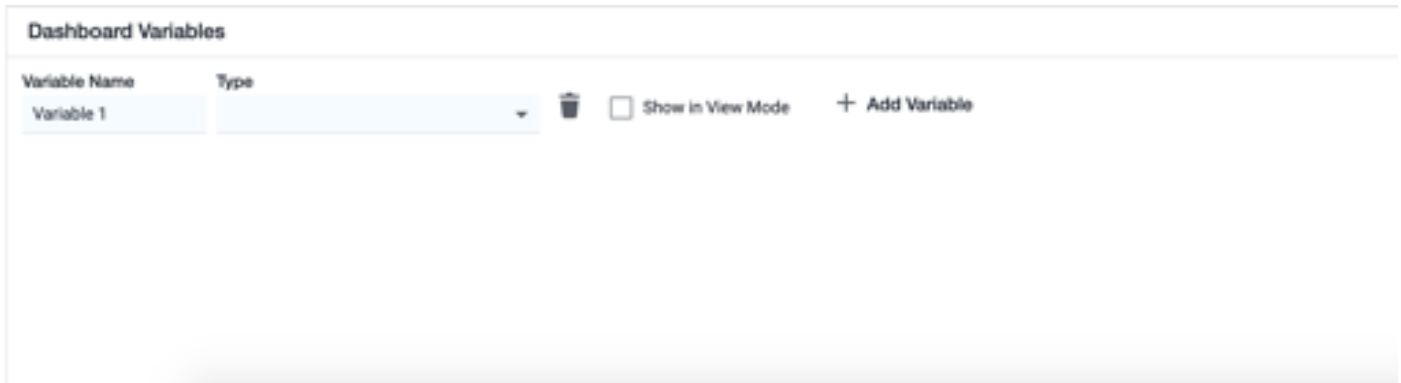 Dashboard Variables
Variable Name Type
Variable 1
Show in View Mode
+ Add Variable